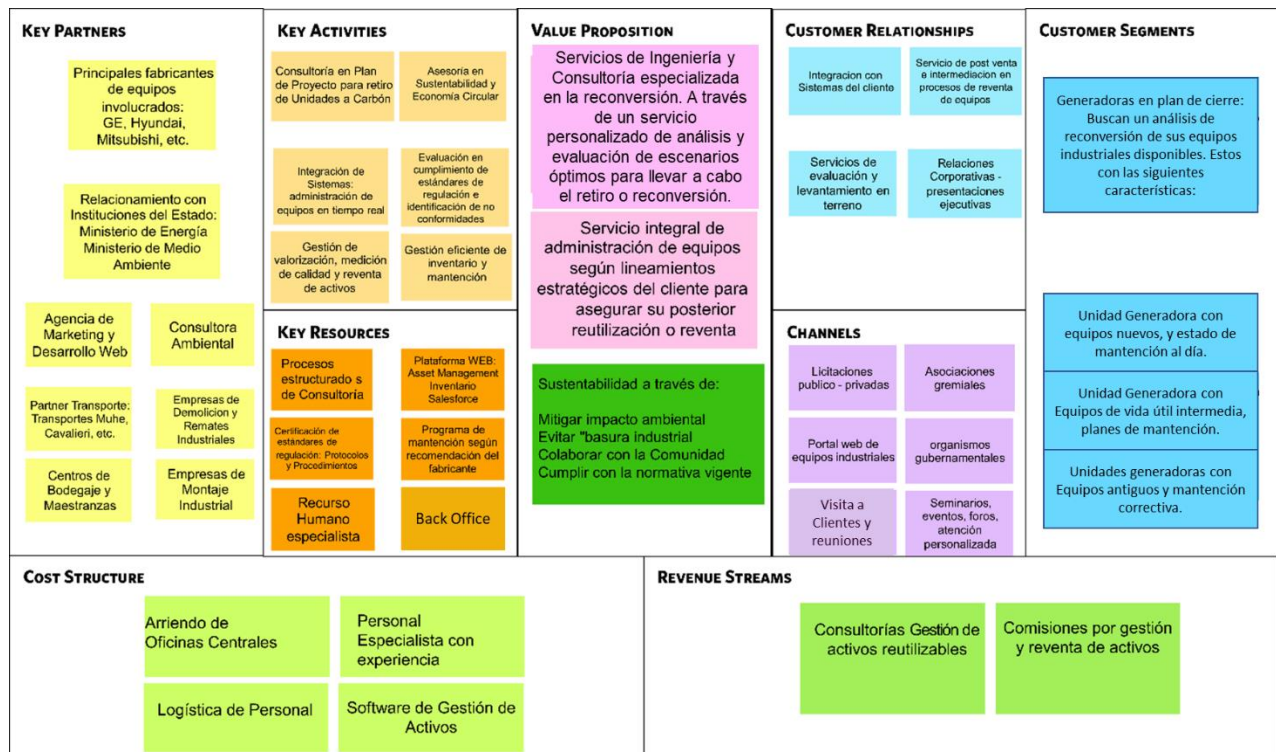 KEY PARTNERS
Principales fabricantes
de equipos
involucrados:
GE, Hyundai,
Mitsubishi, etc.
Relacionamiento con
Instituciones del Estado:
Ministerio de Energía
Ministerio de Medio
Ambiente
Agencia de
Marketing y
Desarrollo Web
Consultora
Ambiental
Partner Transporte:
Transportes Muhe,
Cavalieri, etc.
Empresas de
Demolicion y
Remates
Industriales
Centros de
Bodegaje y
Maestranzas
Empresas de
Montaje
Industrial
KEY ACTIVITIES
Consultoría en Plan
de Proyecto para retiro
de Unidades a Carbón
Asesoría en
Sustentabilidad y
Economía Circular
Integración de
Sistemas:
administración de
equipos en tiempo real
Evaluación en
cumplimiento de
estándares de
regulación e
identificación de no
conformidades
Gestión de
valorización, medición
de calidad y reventa
de activos
Gestión eficiente de
inventario y
mantención
KEY RESOURCES
Procesos
estructurado s
de Consultoría
Plataforma WEB:
Asset Management
Inventario
Salesforce
Certificación de
estándares de
regulación: Protocolos
y Procedimientos
Programa de
mantención según
recomendación del
fabricante
Recurso
Humano
especialista
Back Office
VALUE PROPOSITION
Servicios de Ingeniería y
Consultoría especializada
en la reconversión. A través
de un servicio
personalizado de análisis y
evaluación de escenarios
óptimos para llevar a cabo
el retiro o reconversión.
Servicio integral de
administración de equipos
según lineamientos
estratégicos del cliente para
asegurar su posterior
reutilización o reventa
Sustentabilidad a través de:
Mitigar impacto ambiental
Evitar "basura industrial
Colaborar con la Comunidad
Cumplir con la normativa vigente
CUSTOMER RELATIONSHIPS
Integracion con
Sistemas del cliente
Servicio de post venta
e intermediacion en
procesos de reventa
de equipos
Servicios de
evaluación y
levantamiento en
terreno
Relaciones
Corporativas -
presentaciones
ejecutivas
CHANNELS
Licitaciones
publico - privadas
Asociaciones
gremiales
Portal web de
equipos industriales
organismos
gubernamentales
Visita a
Clientes y
reuniones
Seminarios,
eventos, foros,
atención
personalizada
CUSTOMER SEGMENTS
Generadoras en plan de cierre:
Buscan un análisis de
reconversión de sus equipos
industriales disponibles. Estos
con las siguientes
características:
Unidad Generadora con
equipos nuevos, y estado de
mantención al día.
Unidad Generadora con
Equipos de vida útil intermedia,
planes de mantención.
Unidades generadoras con
Equipos antiguos y mantención
correctiva.
COST STRUCTURE
Arriendo de
Oficinas Centrales
Personal
Especialista con
experiencia
Logística de Personal
Software de Gestión de
Activos
REVENUE STREAMS
Consultorías Gestión de
activos reutilizables
Comisiones por gestión
y reventa de activos